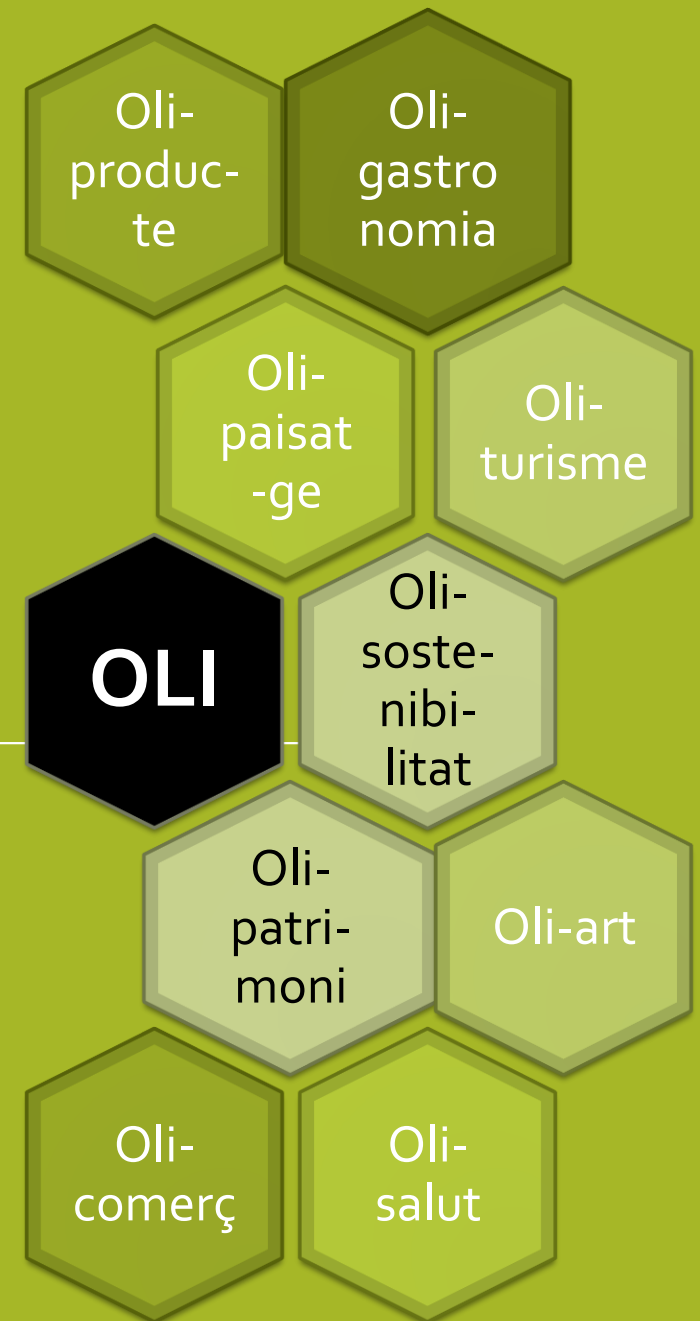 Oli-
produc-
te
Oli-
gastro
nomia
Oli-
paisat
-ge
Oli-
turisme
OLI
Oli-
soste-
nibi-
litat
Oli-
patri-
moni
Oli-art
Oli-
comerç
Oli-
salut